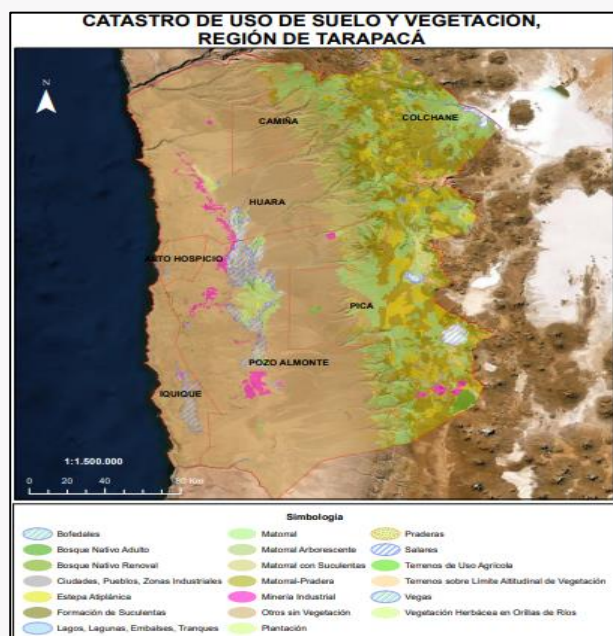 CATASTRO DE USO DE SUELO Y VEGETACIÓN,
REGIÓN DE TARAPACÁ
N
CAMIÑA
COLCHANE
HUARA
ALTO HOSPICIO
PICA
POZO ALMONTE
IQUIQUE
1:1.500.000
0 20 40 80 Km
Simbología
Bofedales
Bosque Nativo Adulto
Bosque Nativo Renoval
Ciudades, Pueblos, Zonas Industriales
Estepa Altiplánica
Formación de Suculentas
Lagos, Lagunas, Embalses, Tranques
Matorral
Matorral Arborescente
Matorral con Suculentas
Matorral-Pradera
Minería Industrial
Otros sin Vegetación
Plantación
Praderas
Salares
Terrenos de Uso Agrícola
Terrenos sobre Límite Altitudinal de Vegetación
Vegas
Vegetación Herbácea en Orillas de Ríos